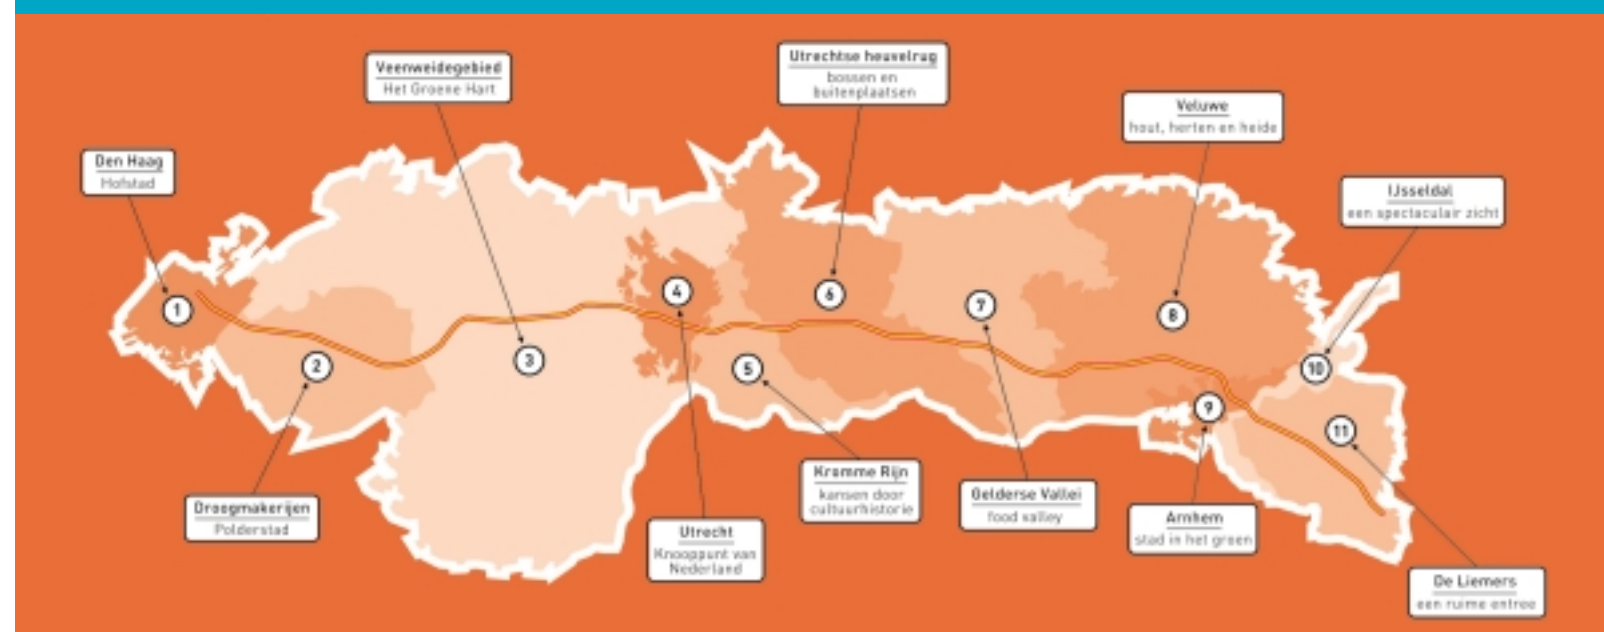 Den Haag
Hofstad
1
Droogmakerijen
Polderstad
2
Veenweidegebied
Het Groene Hart
3
Utrecht
Knooppunt van
Nederland
4
Kromme Rijn
kansen door
cultuurhistorie
5
Utrechtse heuvelrug
bossen en
buitenplaatsen
6
Gelderse Vallei
food valley
7
Veluwe
hout, herten en heide
8
Arnhem
stad in het groen
9
IJsseldal
een spectaculair zicht
10
De Liemers
een ruime entree
11